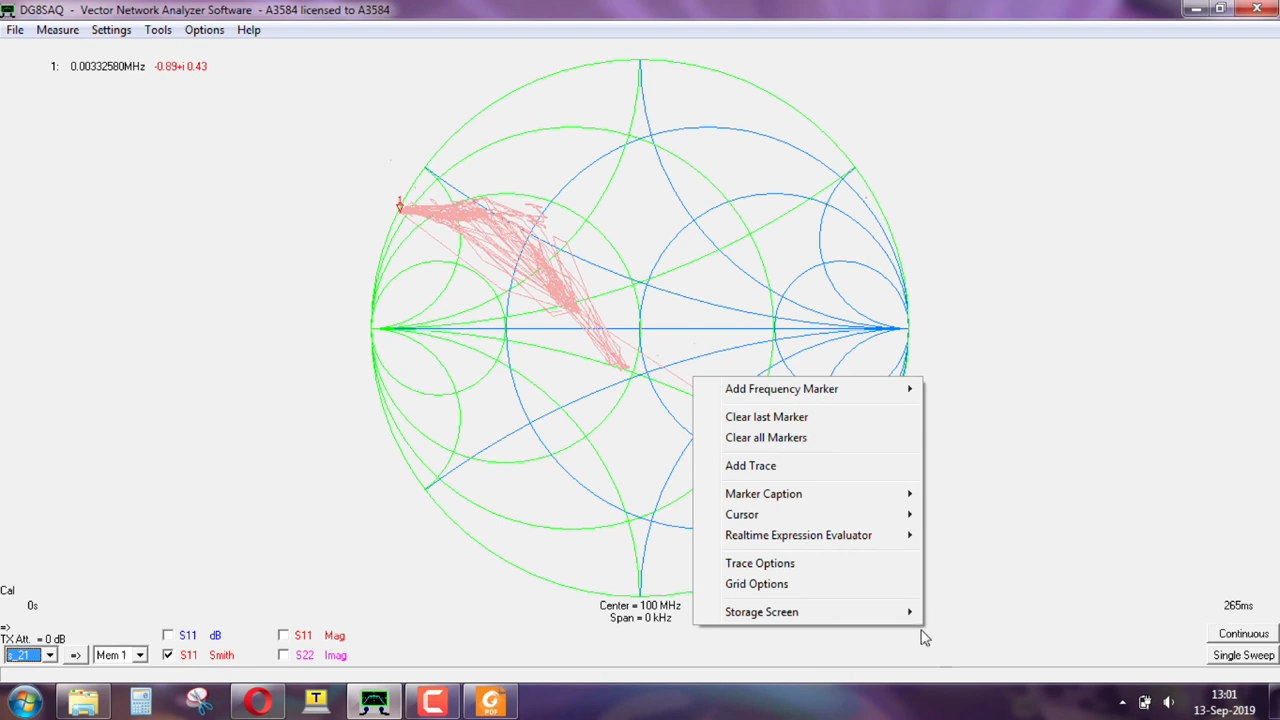 DG8SAQ - Vector Network Analyzer Software - A3584 licensed to A3584
File Measure Settings Tools Options Help
1: 0.00332580MHz -0.89+i 0.43
1
Add Frequency Marker
Clear last Marker
Clear all Markers
Add Trace
Marker Caption
Cursor
Realtime Expression Evaluator
Trace Options
Grid Options
Storage Screen
Cal
0s
Center = 100 MHz
Span = 0 kHz
265ms
=>
TX Att. = 0 dB
S11 dB
S11 Mag
Continuous
s_21 => Mem 1
S11 Smith
S22 Imag
Single Sweep
T
PDF
13:01
13-Sep-2019